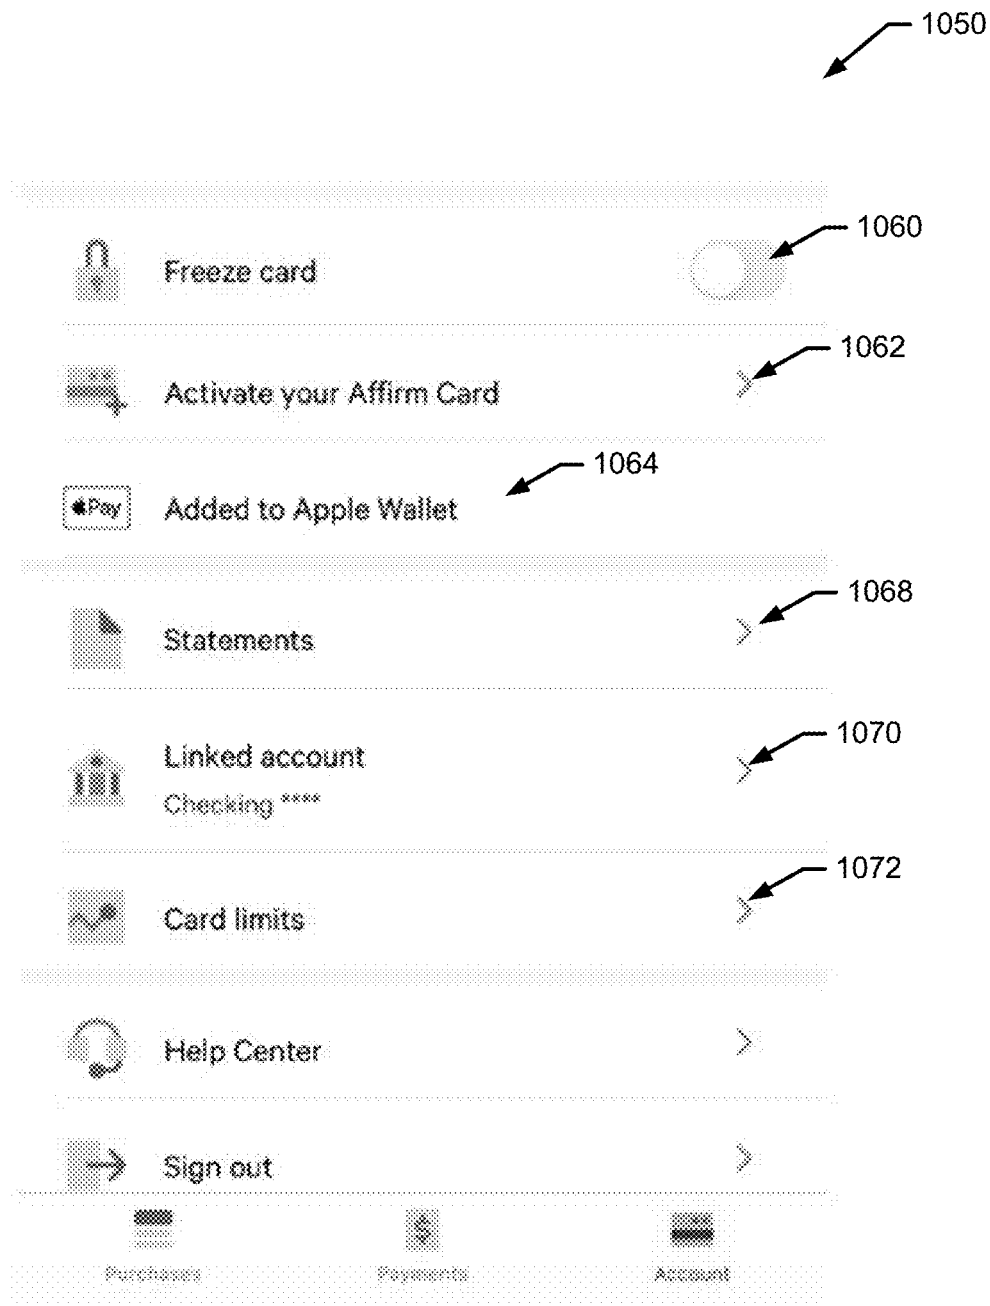 1050
1060
Freeze card
1062
Activate your Affirm Card
1064
Pay Added to Apple Wallet
1068
Statements
1070
Linked account
Checking ****
1072
Card limits
Help Center
Sign out
Purchases Payments Account